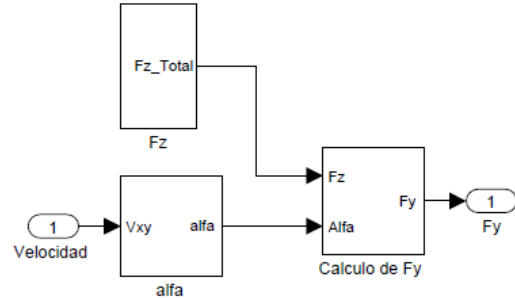 Fz_Total
Fz
1
Velocidad
Vxy
alfa
alfa
Fz
Alfa
Fy
Calculo de Fy
1
Fy